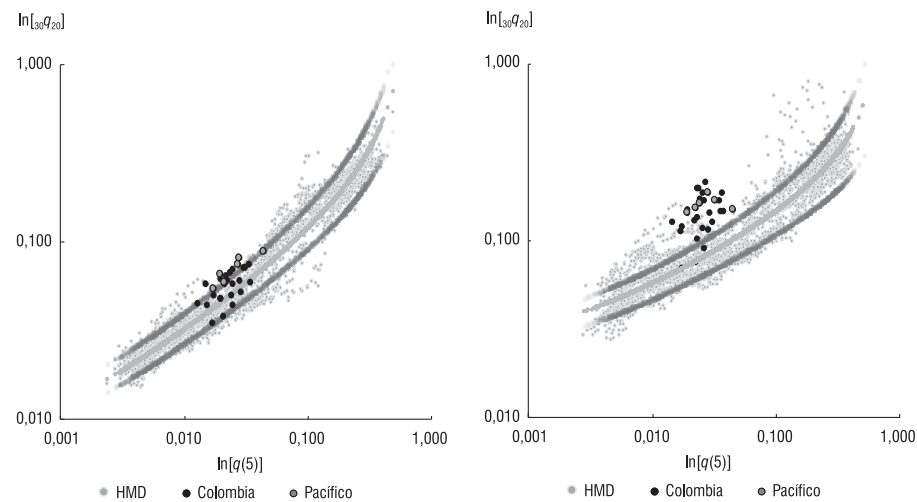 ln[₃₀q₂₀]
1,000
0,100
0,010
0,001 0,010 0,100 1,000
ln[q(5)]
HMD Colombia Pacífico
ln[₃₀q₂₀]
1,000
0,100
0,010
0,001 0,010 0,100 1,000
ln[q(5)]
HMD Colombia Pacífico